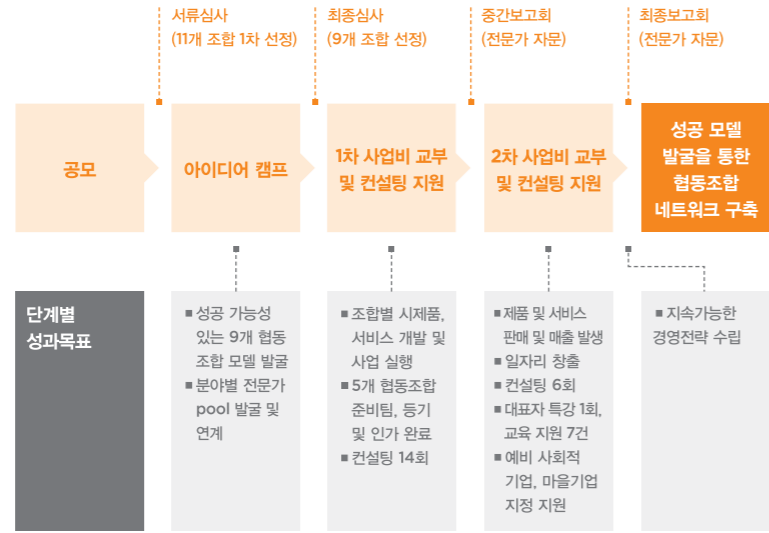 서류심사
(11개 조합 1차 선정)
최종심사
(9개 조합 선정)
중간보고회
(전문가 자문)
최종보고회
(전문가 자문)
공모
아이디어 캠프
1차 사업비 교부
및 컨설팅 지원
2차 사업비 교부
및 컨설팅 지원
성공 모델
발굴을 통한
협동조합
네트워크 구축
단계별
성과목표
■ 성공 가능성
있는 9개 협동
조합 모델 발굴
■ 분야별 전문가
pool 발굴 및
연계
■ 조합별 시제품,
서비스 개발 및
사업 실행
■ 5개 협동조합
준비팀, 등기
및 인가 완료
■ 컨설팅 14회
■ 제품 및 서비스
판매 및 매출 발생
■ 일자리 창출
■ 컨설팅 6회
■ 대표자 특강 1회,
교육 지원 7건
■ 예비 사회적
기업, 마을기업
지정 지원
■ 지속가능한
경영전략 수립